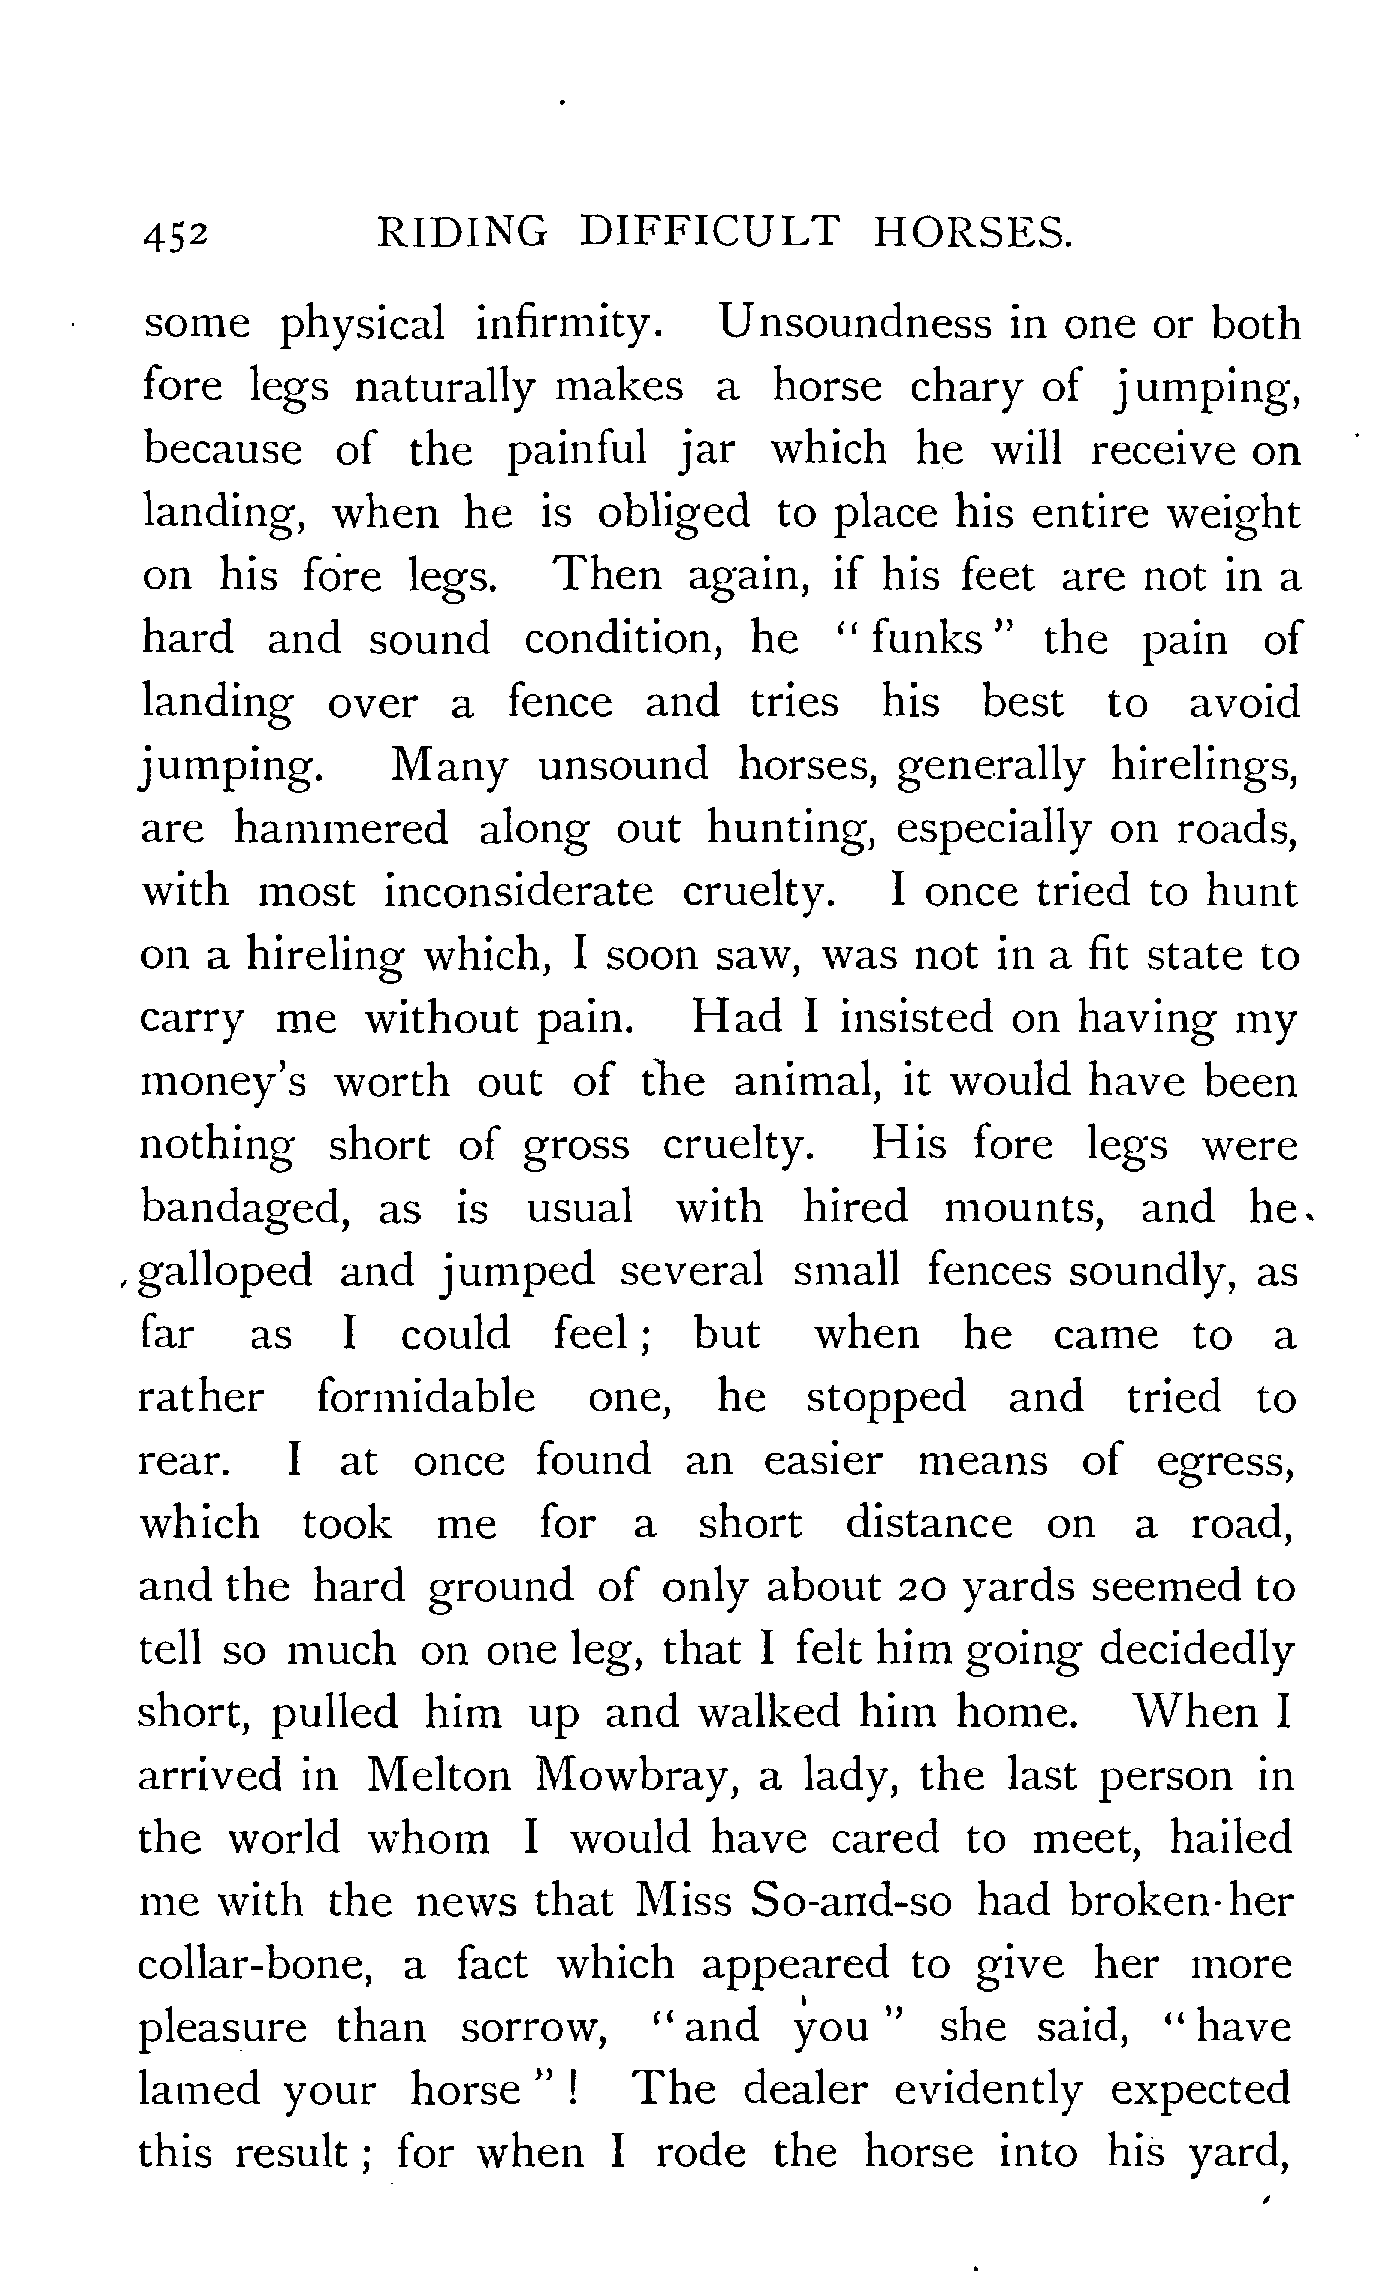 452 RIDING DIFFICULT HORSES.
some physical infirmity. Unsoundness in one or both
fore legs naturally makes a horse chary of jumping,
because of the painful jar which he will receive on
landing, when he is obliged to place his entire weight
on his fore legs. Then again, if his feet are not in a
hard and sound condition, he “ funks ” the pain of
landing over a fence and tries his best to avoid
jumping. Many unsound horses, generally hirelings,
are hammered along out hunting, especially on roads,
with most inconsiderate cruelty. I once tried to hunt
on a hireling which, I soon saw, was not in a fit state to
carry me without pain. Had I insisted on having my
money's worth out of the animal, it would have been
nothing short of gross cruelty. His fore legs were
bandaged, as is usual with hired mounts, and he
galloped and jumped several small fences soundly, as
far as I could feel ; but when he came to a
rather formidable one, he stopped and tried to
rear. I at once found an easier means of egress,
which took me for a short distance on a road,
and the hard ground of only about 20 yards seemed to
tell so much on one leg, that I felt him going decidedly
short, pulled him up and walked him home. When I
arrived in Melton Mowbray, a lady, the last person in
the world whom I would have cared to meet, hailed
me with the news that Miss So-and-so had broken her
collar-bone, a fact which appeared to give her more
pleasure than sorrow, “ and you ” she said, “ have
lamed your horse ” ! The dealer evidently expected
this result ; for when I rode the horse into his yard,